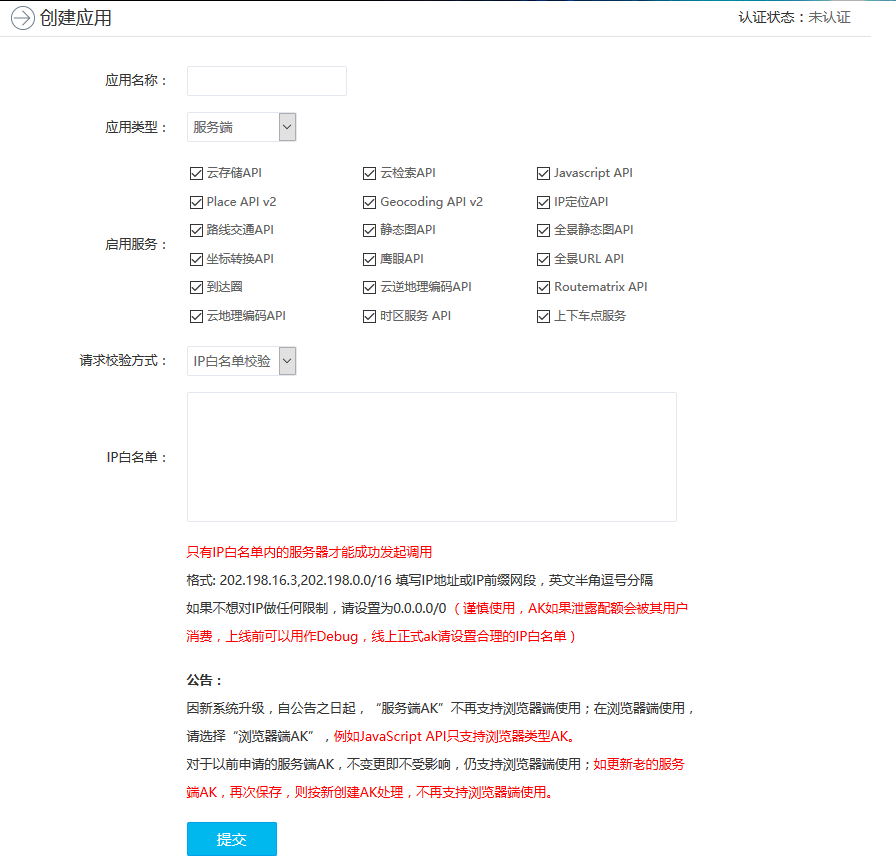 创建应用 认证状态：未认证
应用名称：
应用类型： 服务端
云存储API 云检索API Javascript API
Place API v2 Geocoding API v2 IP定位API
路线交通API 静态图API 全景静态图API
启用服务：
坐标转换API 鹰眼API 全景URL API
到达圈 云逆地理编码API Routematrix API
云地理编码API 时区服务 API 上下车点服务
请求校验方式： IP白名单校验
IP白名单：
只有IP白名单内的服务器才能成功发起调用
格式: 202.198.16.3,202.198.0.0/16 填写IP地址或IP前缀网段，英文半角逗号分隔
如果不想对IP做任何限制，请设置为0.0.0.0/0 （谨慎使用，AK如果泄露配额会被其用户
消费，上线前可以用作Debug，线上正式ak请设置合理的IP白名单）
公告：
因新系统升级，自公告之日起，“服务端AK”不再支持浏览器端使用；在浏览器端使用，
请选择“浏览器端AK”，例如JavaScript API只支持浏览器类型AK。
对于以前申请的服务端AK，不变更即不受影响，仍支持浏览器端使用；如更新老的服务
端AK，再次保存，则按新创建AK处理，不再支持浏览器端使用。
提交